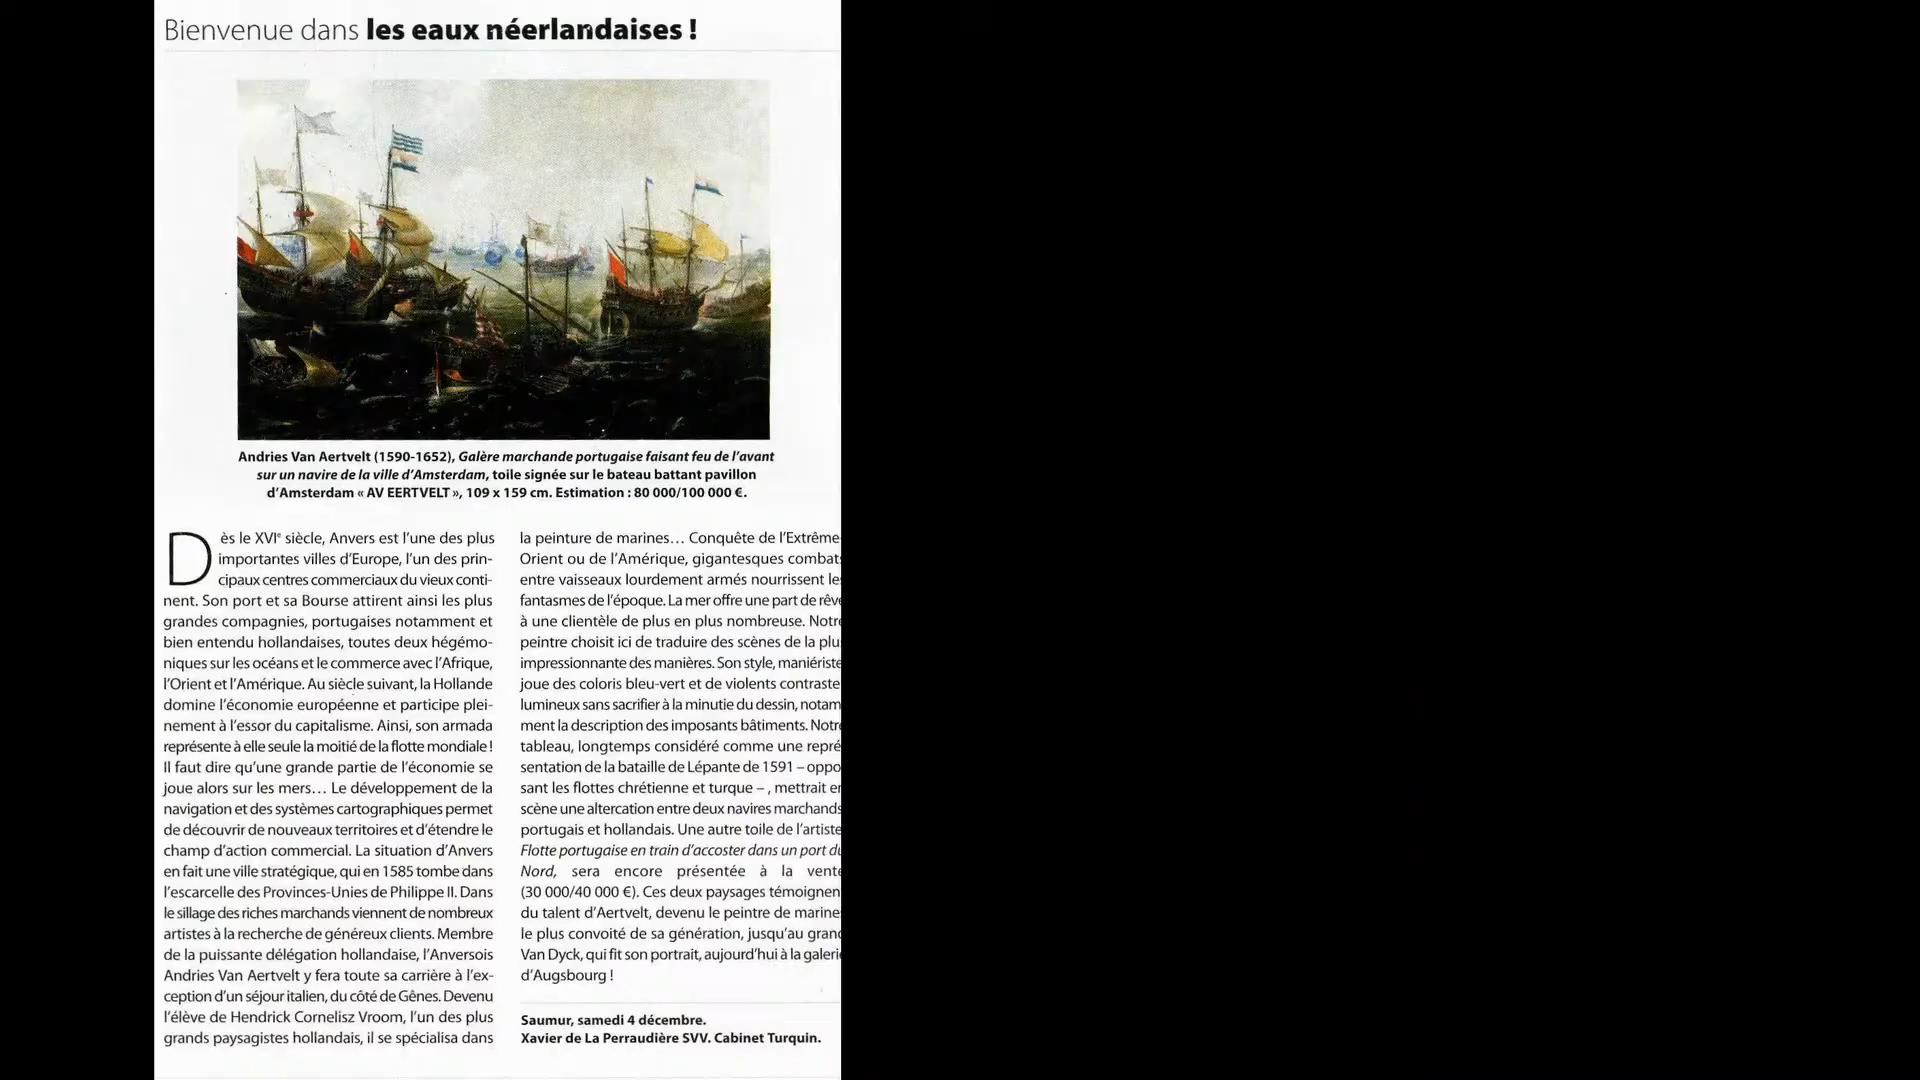 Bienvenue dans les eaux néerlandaises !
Andries Van Aertvelt (1590-1652), Galère marchande portugaise faisant feu de l'avant
sur un navire de la ville d'Amsterdam, toile signée sur le bateau battant pavillon
d'Amsterdam « AV EERTVELT », 109 x 159 cm. Estimation : 80 000/100 000 €.
Dès le XVIe siècle, Anvers est l'une des plus
importantes villes d'Europe, l'un des prin-
cipaux centres commerciaux du vieux conti-
nent. Son port et sa Bourse attirent ainsi les plus
grandes compagnies, portugaises notamment et
bien entendu hollandaises, toutes deux hégémo-
niques sur les océans et le commerce avec l'Afrique,
l'Orient et l'Amérique. Au siècle suivant, la Hollande
domine l'économie européenne et participe plei-
nement à l'essor du capitalisme. Ainsi, son armada
représente à elle seule la moitié de la flotte mondiale !
Il faut dire qu'une grande partie de l'économie se
joue alors sur les mers… Le développement de la
navigation et des systèmes cartographiques permet
de découvrir de nouveaux territoires et d'étendre le
champ d'action commercial. La situation d'Anvers
en fait une ville stratégique, qui en 1585 tombe dans
l'escarcelle des Provinces-Unies de Philippe II. Dans
le sillage des riches marchands viennent de nombreux
artistes à la recherche de généreux clients. Membre
de la puissante délégation hollandaise, l'Anversois
Andries Van Aertvelt y fera toute sa carrière à l'ex-
ception d'un séjour italien, du côté de Gênes. Devenu
l'élève de Hendrick Cornelisz Vroom, l'un des plus
grands paysagistes hollandais, il se spécialisa dans
la peinture de marines… Conquête de l'Extrême-
Orient ou de l'Amérique, gigantesques combats
entre vaisseaux lourdement armés nourrissent les
fantasmes de l'époque. La mer offre une part de rêve
à une clientèle de plus en plus nombreuse. Notre
peintre choisit ici de traduire des scènes de la plu
impressionnante des manières. Son style, maniériste
joue des coloris bleu-vert et de violents contraste
lumineux sans sacrifier à la minutie du dessin, notam
ment la description des imposants bâtiments. Notre
tableau, longtemps considéré comme une repré
sentation de la bataille de Lépante de 1591 – oppo
sant les flottes chrétienne et turque – , mettrait en
scène une altercation entre deux navires marchands
portugais et hollandais. Une autre toile de l'artiste
Flotte portugaise en train d'accoster dans un port du
Nord, sera encore présentée à la vente
(30 000/40 000 €). Ces deux paysages témoignen
du talent d'Aertvelt, devenu le peintre de marine
le plus convoité de sa génération, jusqu'au grand
Van Dyck, qui fit son portrait, aujourd'hui à la galerie
d'Augsbourg !
Saumur, samedi 4 décembre.
Xavier de La Perraudière SVV. Cabinet Turquin.